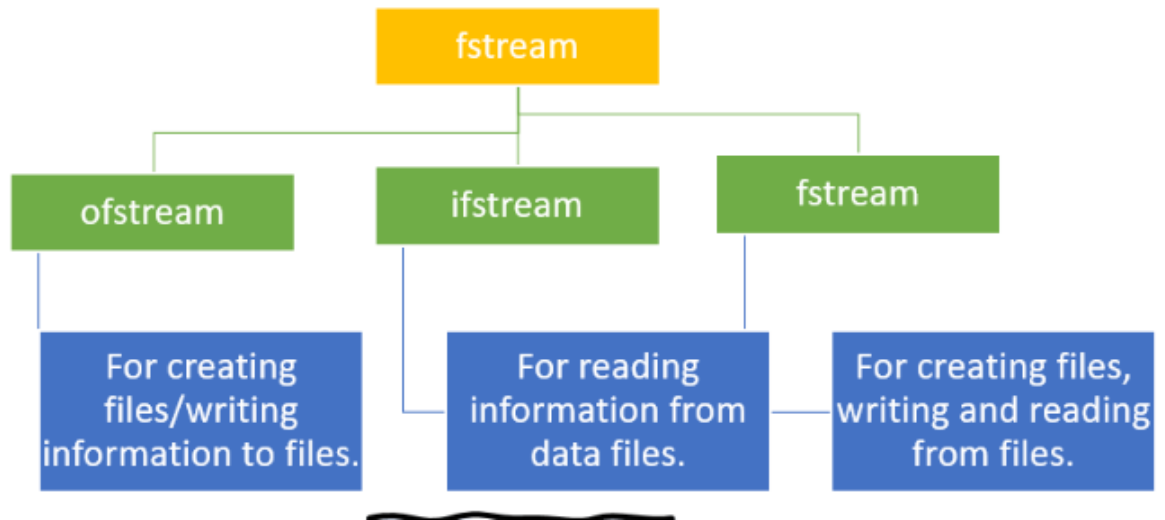 fstream
ofstream
ifstream
fstream
For creating
files/writing
information to files.
For reading
information from
data files.
For creating files,
writing and reading
from files.